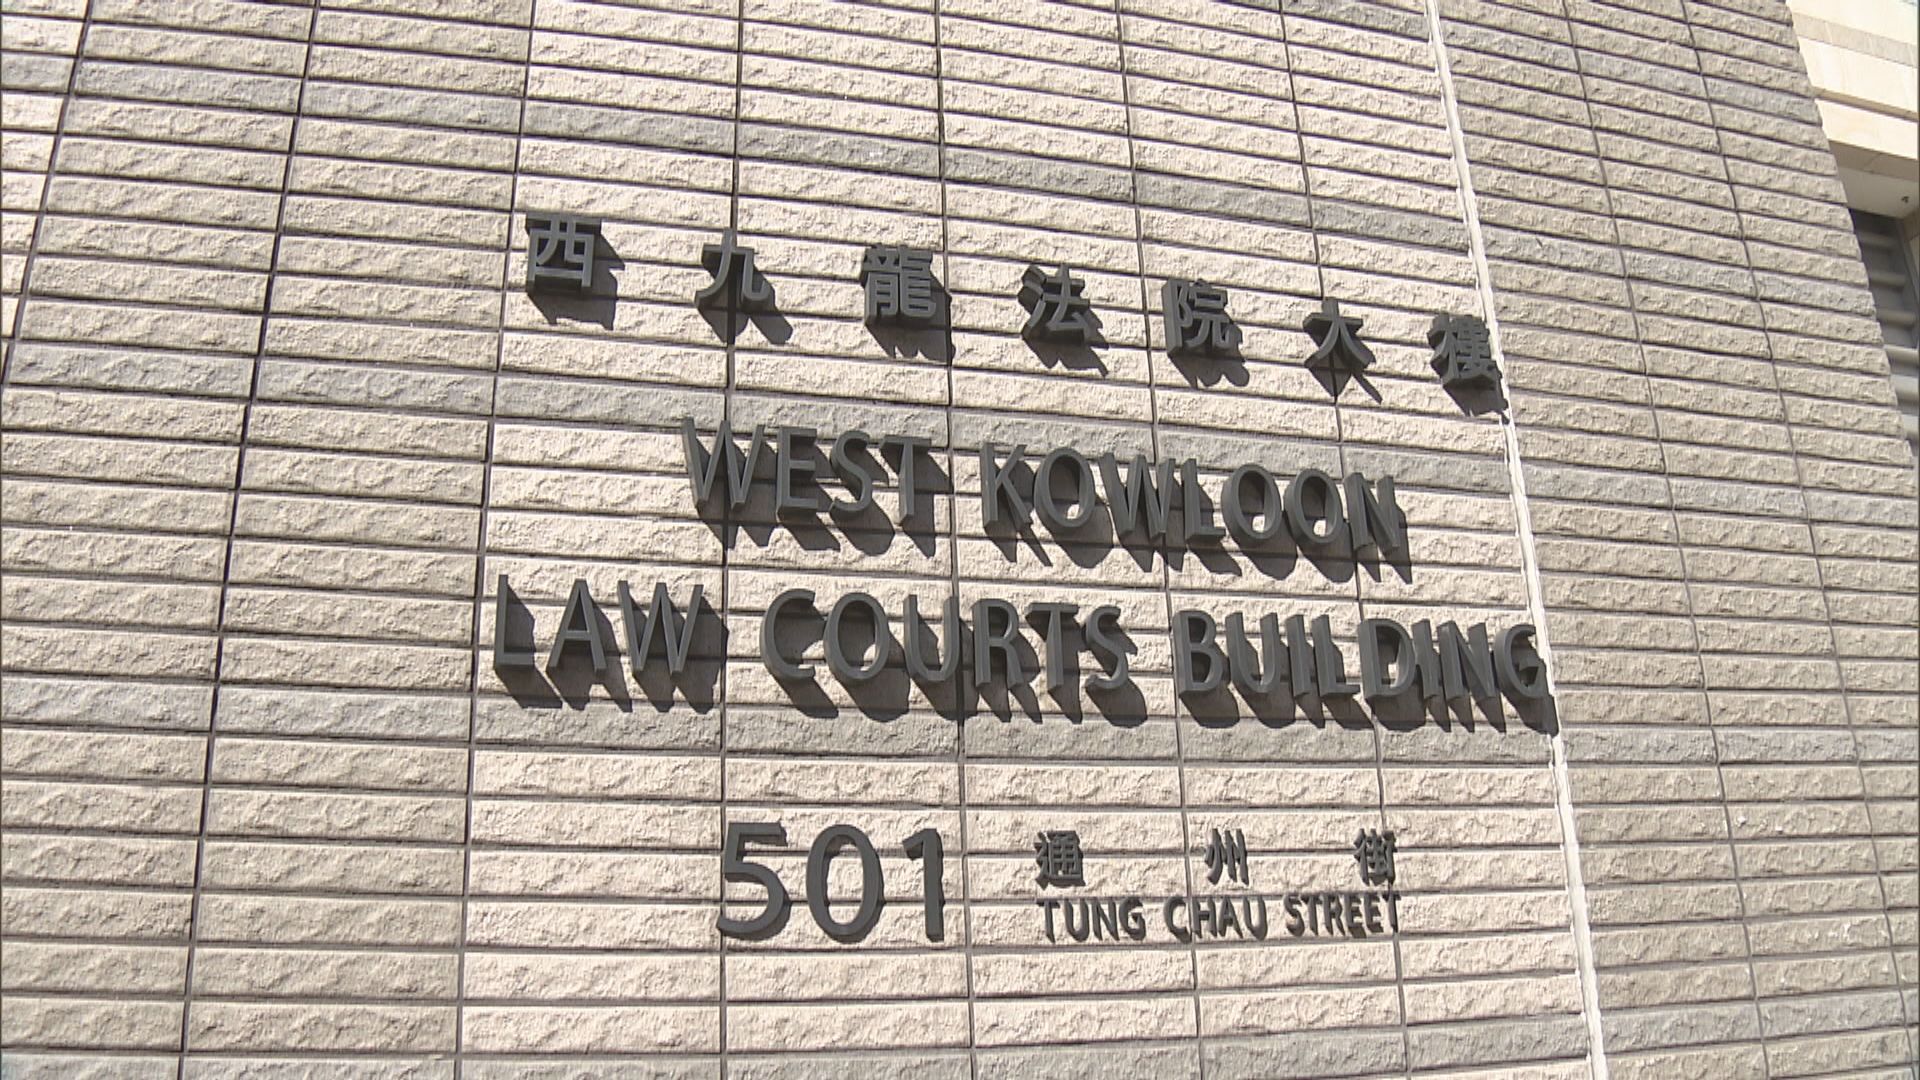 西九龍法院大樓
WEST KOWLOON
LAW COURTS BUILDING
501 通州街
TUNG CHAU STREET